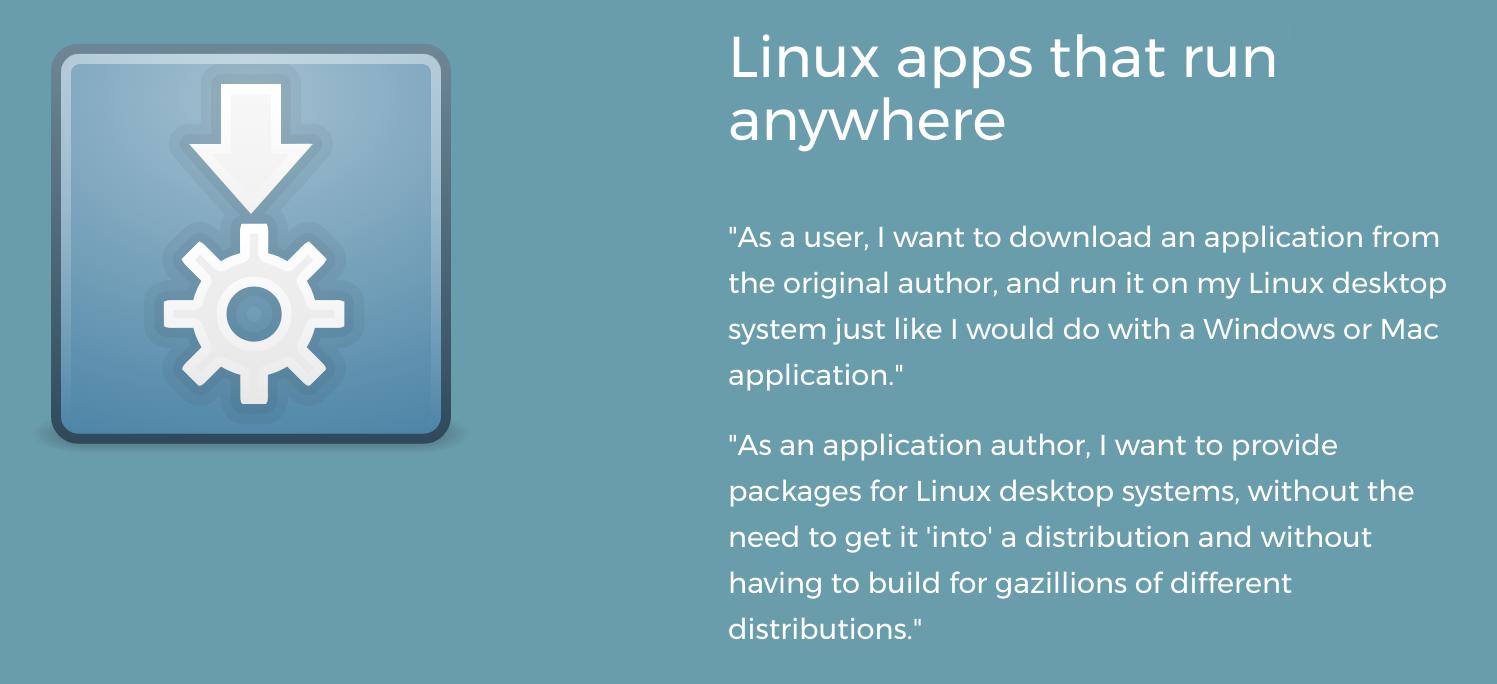 Linux apps that run
anywhere
"As a user, I want to download an application from
the original author, and run it on my Linux desktop
system just like I would do with a Windows or Mac
application."
"As an application author, I want to provide
packages for Linux desktop systems, without the
need to get it 'into' a distribution and without
having to build for gazillions of different
distributions."